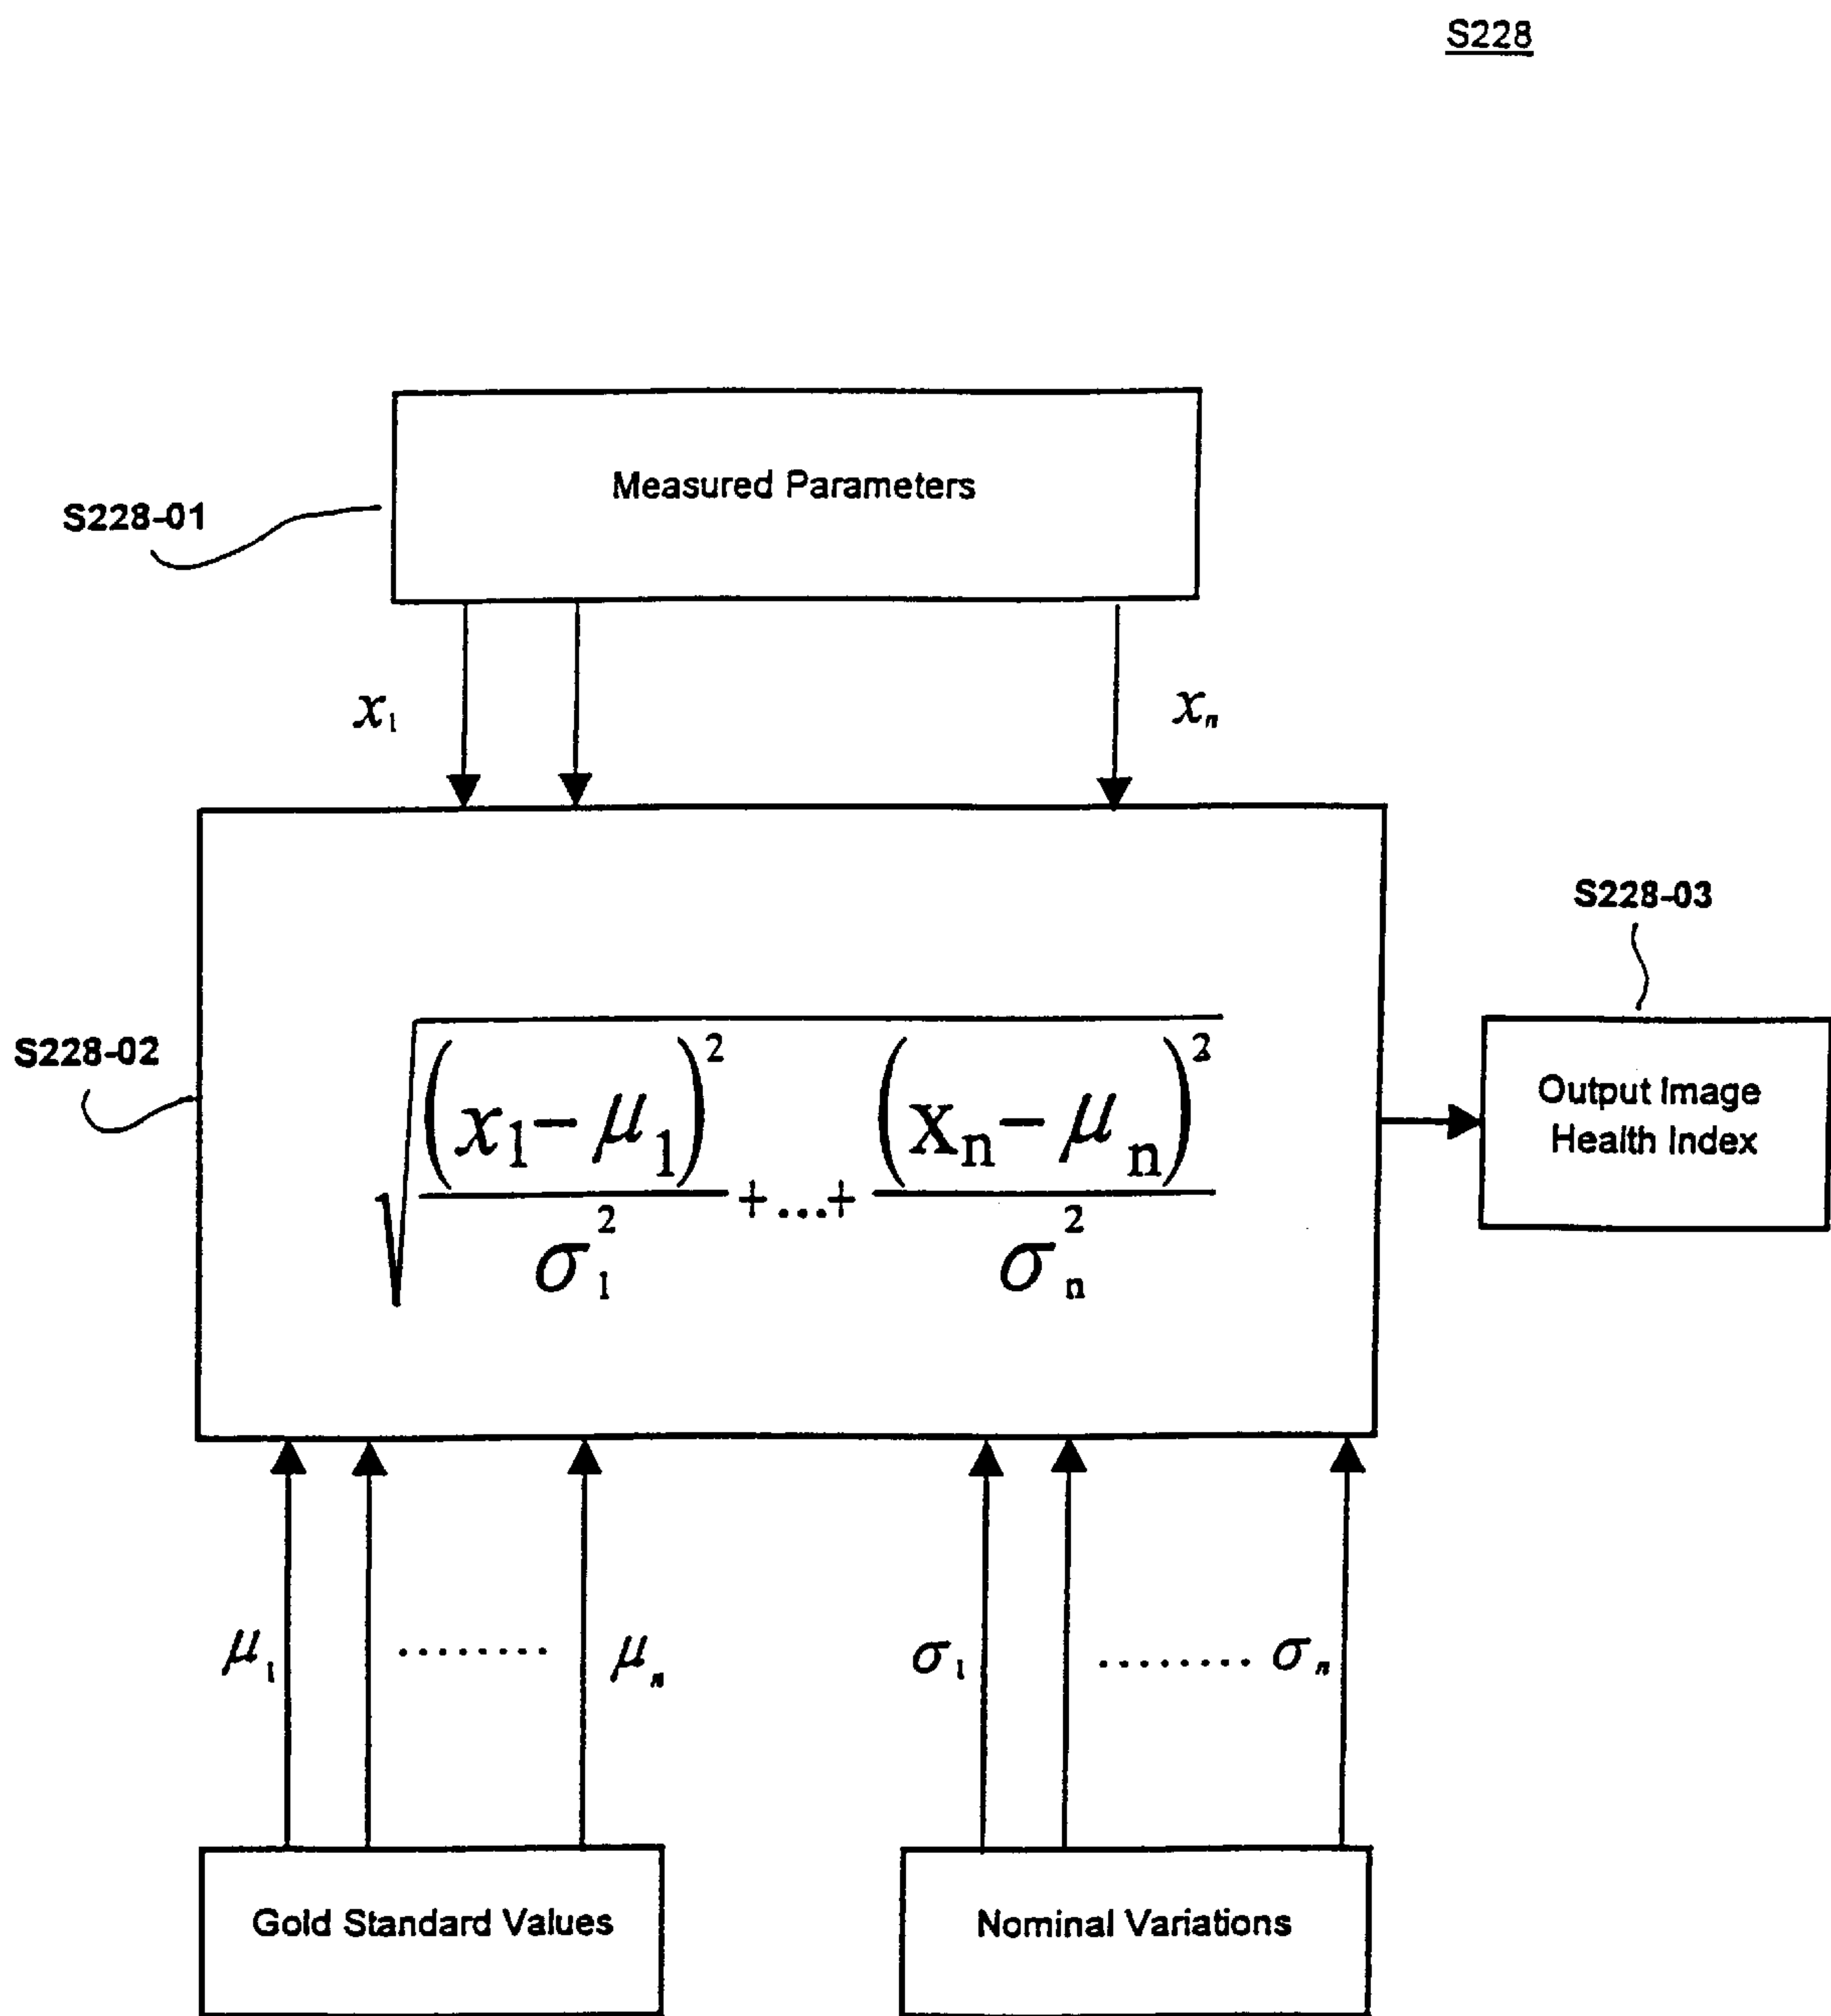 S228
Measured Parameters
S228-01
x₁ xₙ
S228-03
S228-02
√((x₁−μ₁)²/σ₁² +...+ (xₙ−μₙ)²/σₙ²)
Output Image
Health Index
μ₁ ........ μₙ σ₁ ........ σₙ
Gold Standard Values
Nominal Variations